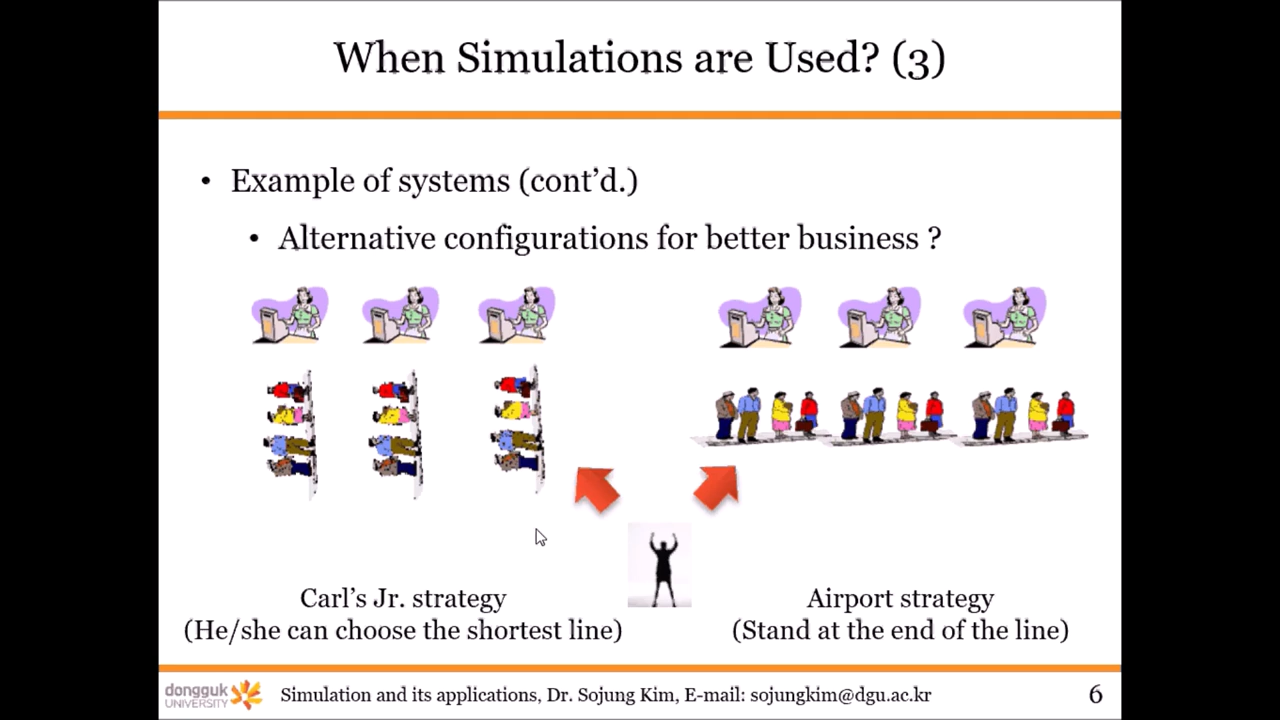 When Simulations are Used? (3)
• Example of systems (cont’d.)
• Alternative configurations for better business ?
Carl’s Jr. strategy
(He/she can choose the shortest line)
Airport strategy
(Stand at the end of the line)
dongguk
UNIVERSITY
Simulation and its applications, Dr. Sojung Kim, E-mail: sojungkim@dgu.ac.kr
6